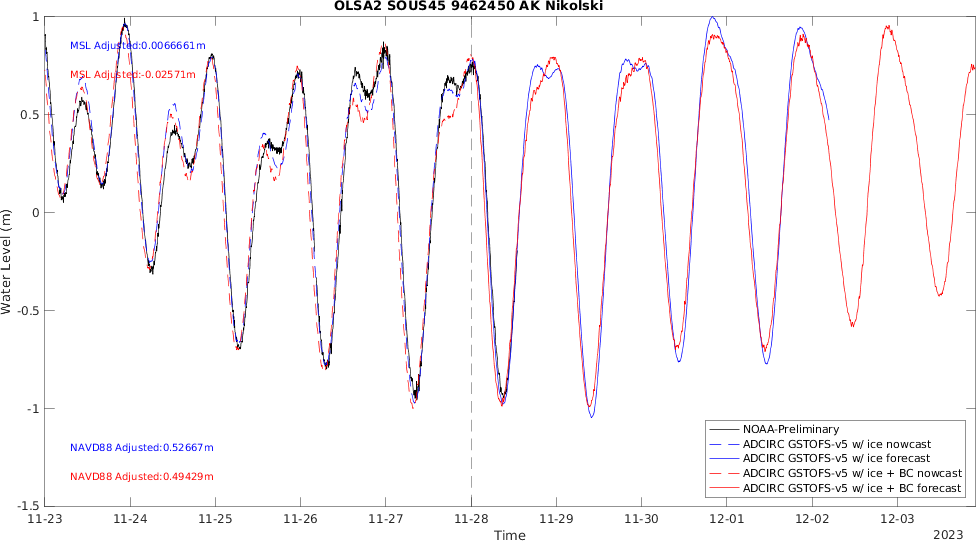 OLSA2 SOUS45 9462450 AK Nikolski
MSL Adjusted:0.0066661m
MSL Adjusted:-0.02571m
NAVD88 Adjusted:0.52667m
NAVD88 Adjusted:0.49429m
Water Level (m)
1
0.5
0
-0.5
-1
-1.5
NOAA-Preliminary
ADCIRC GSTOFS-v5 w/ ice nowcast
ADCIRC GSTOFS-v5 w/ ice forecast
ADCIRC GSTOFS-v5 w/ ice + BC nowcast
ADCIRC GSTOFS-v5 w/ ice + BC forecast
11-23 11-24 11-25 11-26 11-27 11-28 11-29 11-30 12-01 12-02 12-03
Time
2023